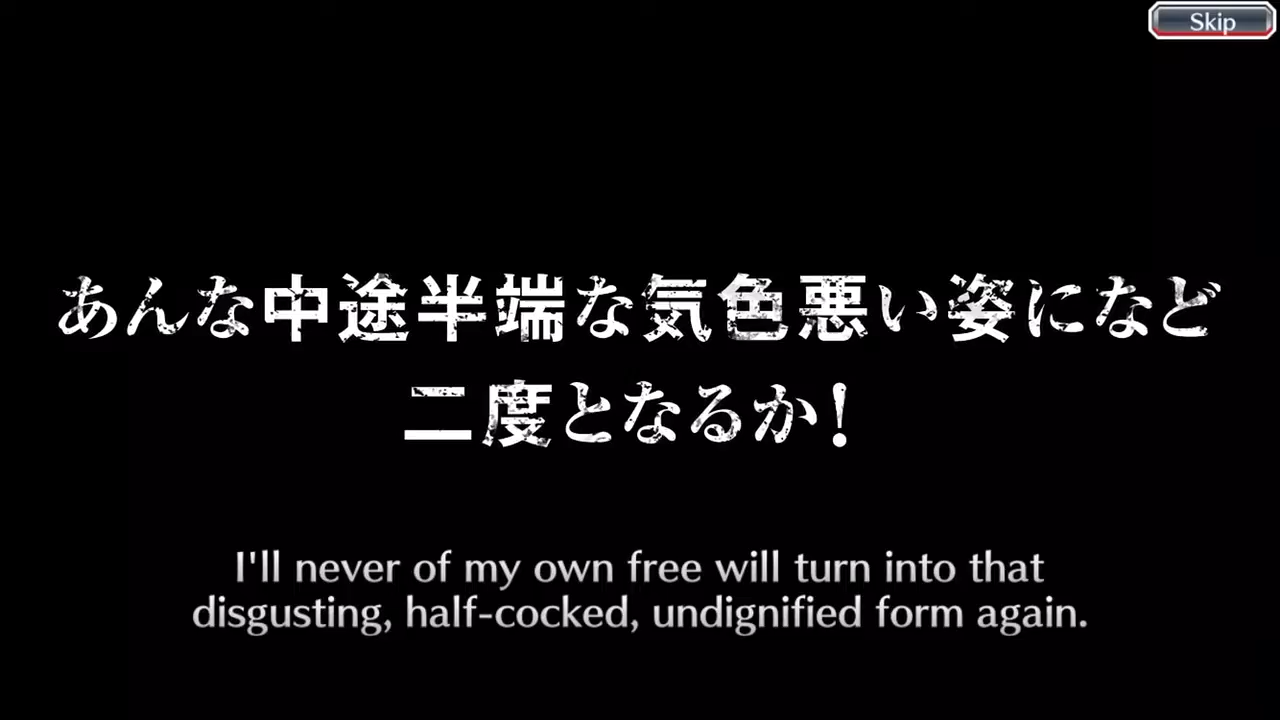 Skip
あんな中途半端な気色悪い姿になど
二度となるか!
I'll never of my own free will turn into that
disgusting, half-cocked, undignified form again.